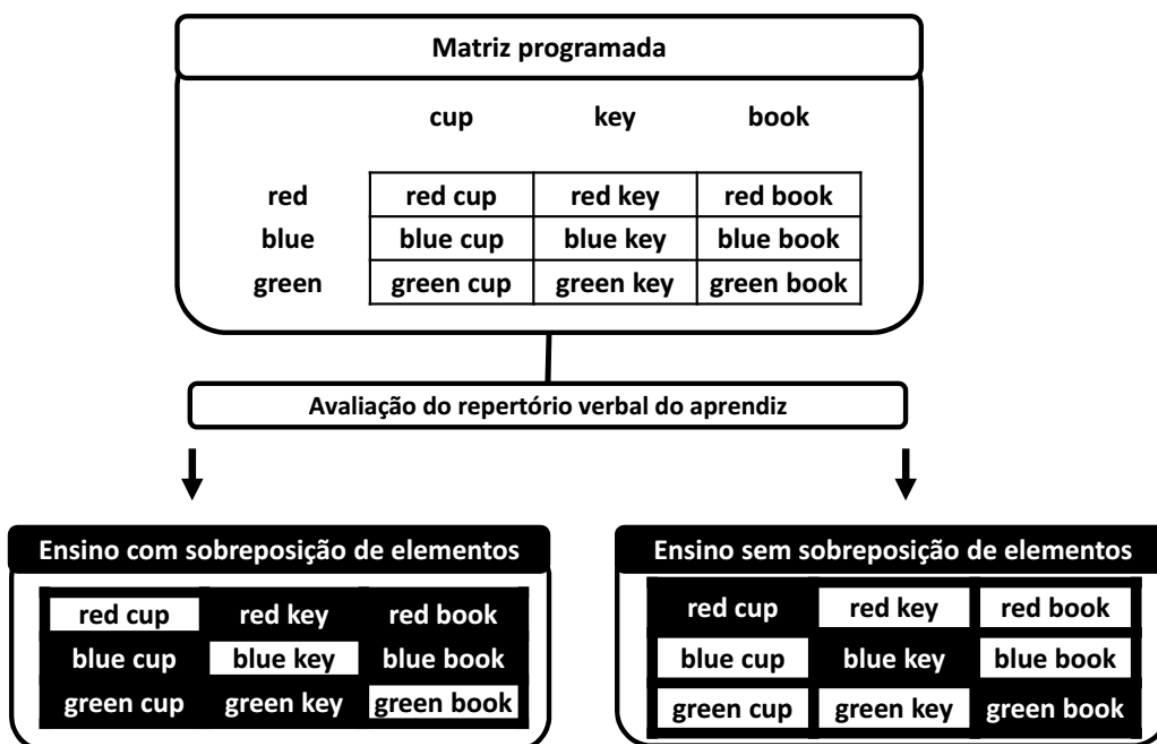 Matriz programada
cup key book
red red cup red key red book
blue blue cup blue key blue book
green green cup green key green book
Avaliação do repertório verbal do aprendiz
Ensino com sobreposição de elementos
red cup red key red book
blue cup blue key blue book
green cup green key green book
Ensino sem sobreposição de elementos
red cup red key red book
blue cup blue key blue book
green cup green key green book